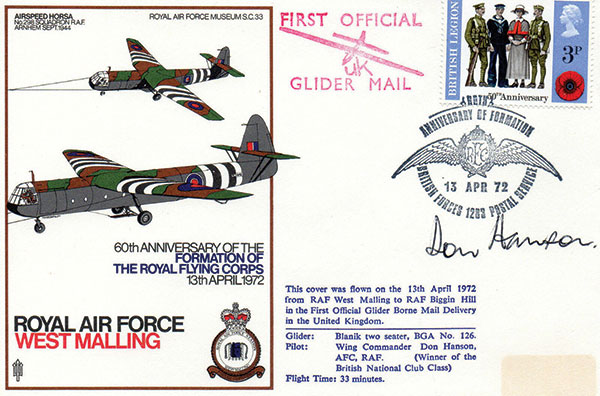 AIRSPEED HORSA
No.298 SQUADRON R.A.F.
ARNHEM SEPT.1944
ROYAL AIR FORCE MUSEUM S.C.33
60th ANNIVERSARY OF THE
FORMATION OF
THE ROYAL FLYING CORPS
13th APRIL 1972
ROYAL AIR FORCE
WEST MALLING
FIRST OFFICIAL
UK
GLIDER MAIL
BRITISH LEGION
3P
50th Anniversary
ANNIVERSARY OF FORMATION
RFC
13 APR 72
BRITISH FORCES 1283 POSTAL SERVICE
Don Hanson.
This cover was flown on the 13th April 1972
from RAF West Malling to RAF Biggin Hill
in the First Official Glider Borne Mail Delivery
in the United Kingdom.
Glider: Blanik two seater, BGA No. 126.
Pilot: Wing Commander Don Hanson,
AFC, RAF. (Winner of the
British National Club Class)
Flight Time: 33 minutes.